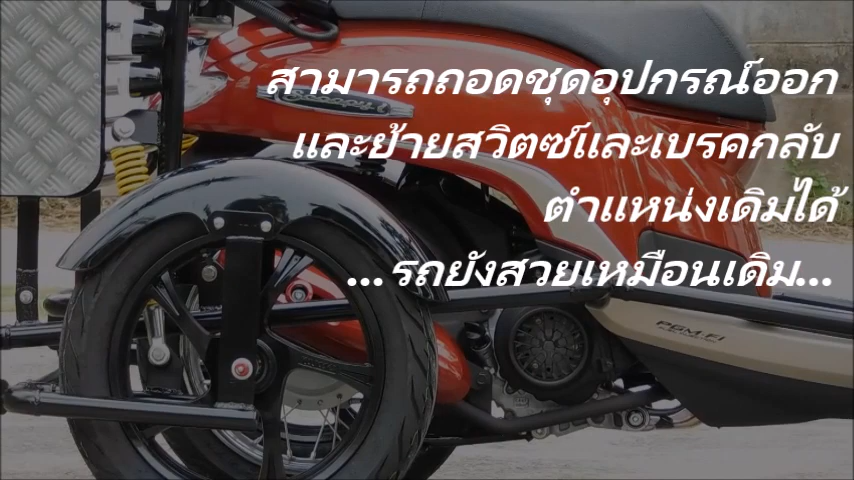 สามารถถอดชุดอุปกรณ์ออก
และย้ายสวิตซ์และเบรคกลับ
ตำแหน่งเดิมได้
...รถยังสวยเหมือนเดิม...
Scoopy-i
PGM-FI